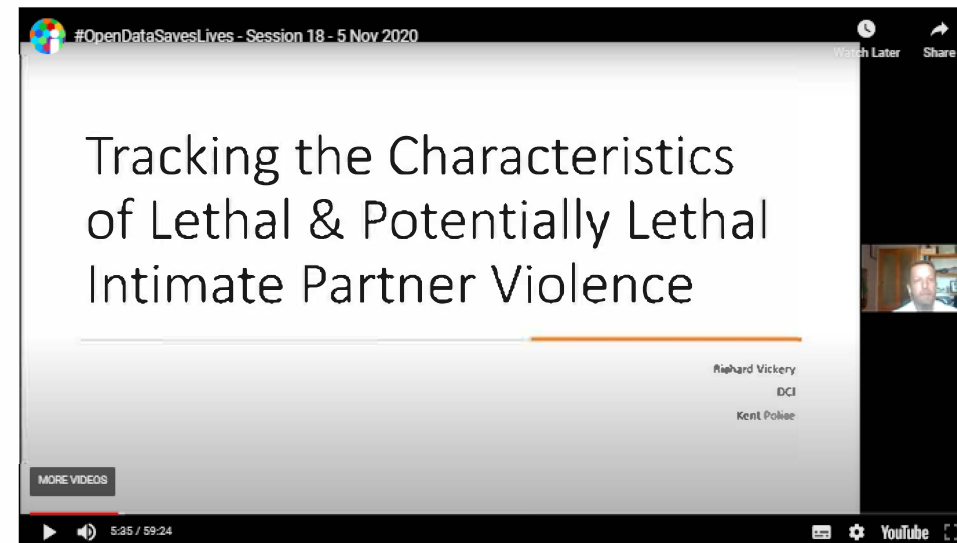 #OpenDataSavesLives - Session 18 - 5 Nov 2020
Watch Later
Share
Tracking the Characteristics
of Lethal & Potentially Lethal
Intimate Partner Violence
Richard Vickery
DCI
Kent Police
MORE VIDEOS
5:35 / 59:24
YouTube